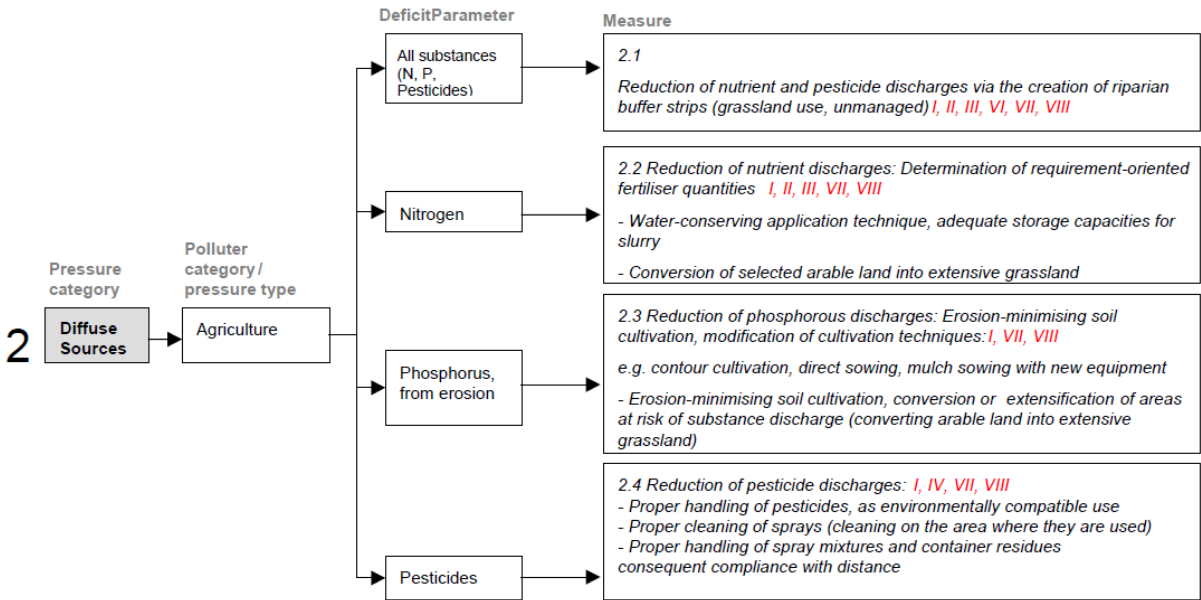 DeficitParameter
Measure
All substances
(N, P,
Pesticides)
2.1
Reduction of nutrient and pesticide discharges via the creation of riparian
buffer strips (grassland use, unmanaged) I, II, III, VI, VII, VIII
Nitrogen
2.2 Reduction of nutrient discharges: Determination of requirement-oriented
fertiliser quantities I, II, III, VII, VIII
- Water-conserving application technique, adequate storage capacities for
slurry
- Conversion of selected arable land into extensive grassland
Pressure
category
Polluter
category /
pressure type
2
Diffuse
Sources
Agriculture
Phosphorus,
from erosion
2.3 Reduction of phosphorous discharges: Erosion-minimising soil
cultivation, modification of cultivation techniques: I, VII, VIII
e.g. contour cultivation, direct sowing, mulch sowing with new equipment
- Erosion-minimising soil cultivation, conversion or extensification of areas
at risk of substance discharge (converting arable land into extensive
grassland)
Pesticides
2.4 Reduction of pesticide discharges: I, IV, VII, VIII
- Proper handling of pesticides, as environmentally compatible use
- Proper cleaning of sprays (cleaning on the area where they are used)
- Proper handling of spray mixtures and container residues
consequent compliance with distance